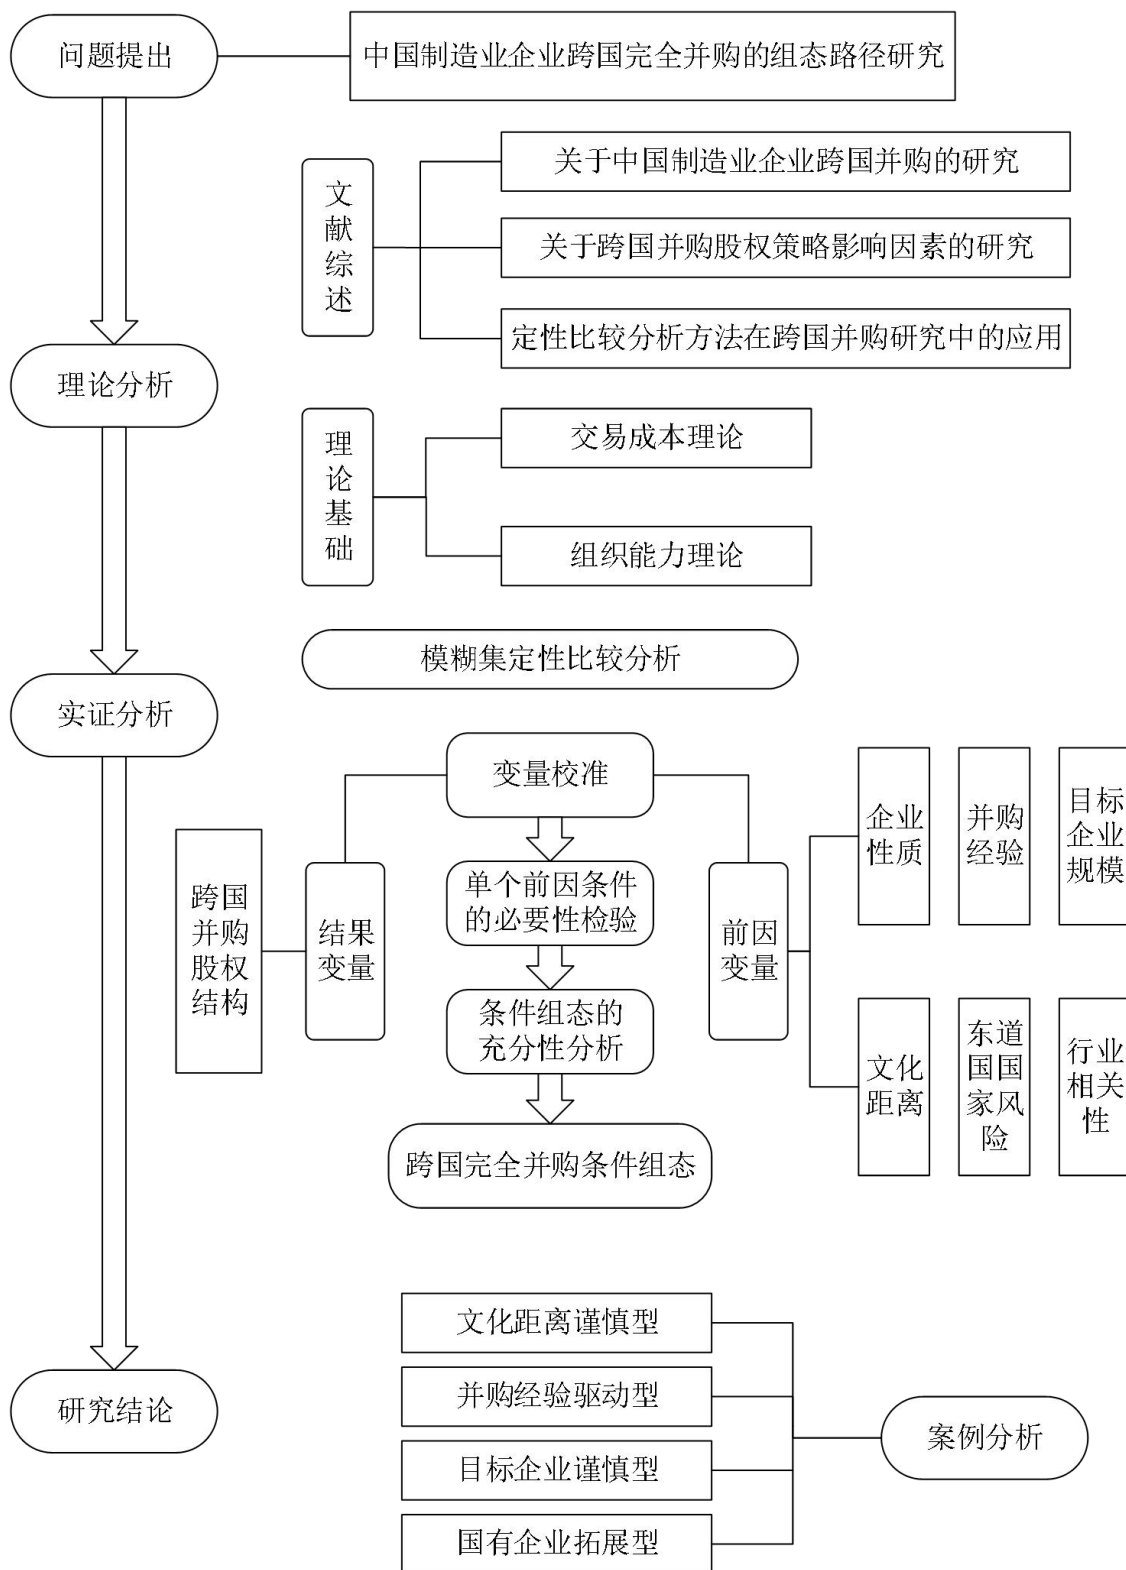 问题提出
中国制造业企业跨国完全并购的组态路径研究
文献综述
关于中国制造业企业跨国并购的研究
关于跨国并购股权策略影响因素的研究
定性比较分析方法在跨国并购研究中的应用
理论分析
理论基础
交易成本理论
组织能力理论
模糊集定性比较分析
实证分析
变量校准
单个前因条件
的必要性检验
条件组态的
充分性分析
跨国完全并购条件组态
跨国
并购
股权
结构
结果
变量
前因
变量
企业
性质
并购
经验
目标
企业
规模
文化
距离
东道
国国
家风
险
行业
相关
性
研究结论
文化距离谨慎型
并购经验驱动型
目标企业谨慎型
国有企业拓展型
案例分析